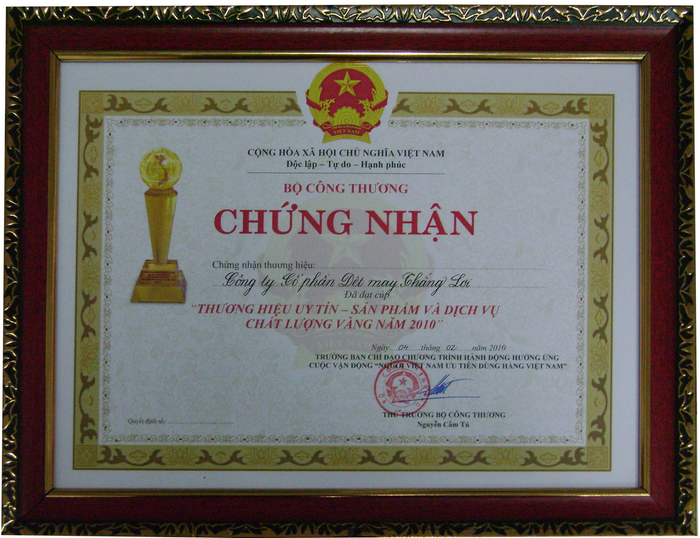 VIỆT NAM
CỘNG HÒA XÃ HỘI CHỦ NGHĨA VIỆT NAM
Độc lập – Tự do – Hạnh phúc
BỘ CÔNG THƯƠNG
CHỨNG NHẬN
Chứng nhận thương hiệu:
Công ty Cổ phần Dệt may Thắng Lợi
Đã đạt cúp
"THƯƠNG HIỆU UY TÍN – SẢN PHẨM VÀ DỊCH VỤ
CHẤT LƯỢNG VÀNG NĂM 2010"
Ngày 04 tháng 02 năm 2010
TRƯỞNG BAN CHỈ ĐẠO CHƯƠNG TRÌNH HÀNH ĐỘNG HƯỞNG ỨNG
CUỘC VẬN ĐỘNG "NGƯỜI VIỆT NAM ƯU TIÊN DÙNG HÀNG VIỆT NAM"
THỨ TRƯỞNG BỘ CÔNG THƯƠNG
Nguyễn Cẩm Tú
Quyết định số: